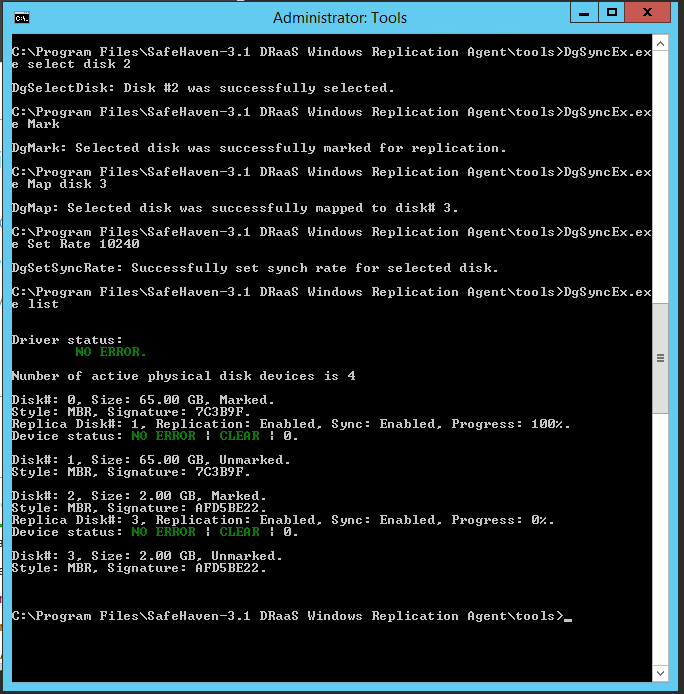 Administrator: Tools
C:\Program Files\SafeHaven-3.1 DRaaS Windows Replication Agent\tools>DgSyncEx.ex
e select disk 2
DgSelectDisk: Disk #2 was successfully selected.
C:\Program Files\SafeHaven-3.1 DRaaS Windows Replication Agent\tools>DgSyncEx.ex
e Mark
DgMark: Selected disk was successfully marked for replication.
C:\Program Files\SafeHaven-3.1 DRaaS Windows Replication Agent\tools>DgSyncEx.ex
e Map disk 3
DgMap: Selected disk was successfully mapped to disk# 3.
C:\Program Files\SafeHaven-3.1 DRaaS Windows Replication Agent\tools>DgSyncEx.ex
e Set Rate 10240
DgSetSyncRate: Successfully set synch rate for selected disk.
C:\Program Files\SafeHaven-3.1 DRaaS Windows Replication Agent\tools>DgSyncEx.ex
e list
Driver status:
NO ERROR.
Number of active physical disk devices is 4
Disk#: 0, Size: 65.00 GB, Marked.
Style: MBR, Signature: 7C3B9F.
Replica Disk#: 1, Replication: Enabled, Sync: Enabled, Progress: 100%.
Device status: NO ERROR | CLEAR | 0.
Disk#: 1, Size: 65.00 GB, Unmarked.
Style: MBR, Signature: 7C3B9F.
Disk#: 2, Size: 2.00 GB, Marked.
Style: MBR, Signature: AFD5BE22.
Replica Disk#: 3, Replication: Enabled, Sync: Enabled, Progress: 0%.
Device status: NO ERROR | CLEAR | 0.
Disk#: 3, Size: 2.00 GB, Unmarked.
Style: MBR, Signature: AFD5BE22.
C:\Program Files\SafeHaven-3.1 DRaaS Windows Replication Agent\tools>_